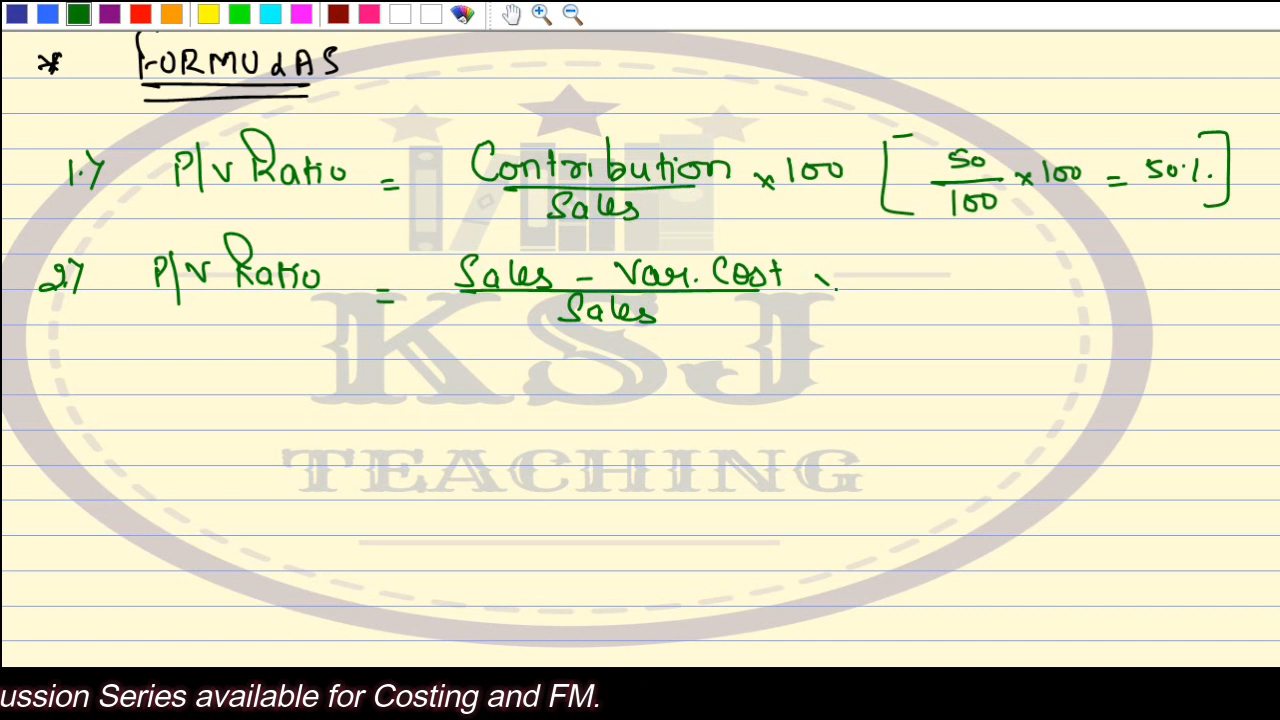 * FORMULAS
1.) P/V Ratio = Contribution / Sales × 100 [ 50 / 100 × 100 = 50% ]
2) P/V Ratio = Sales - Var. Cost / Sales
KSJ
TEACHING
ussion Series available for Costing and FM.